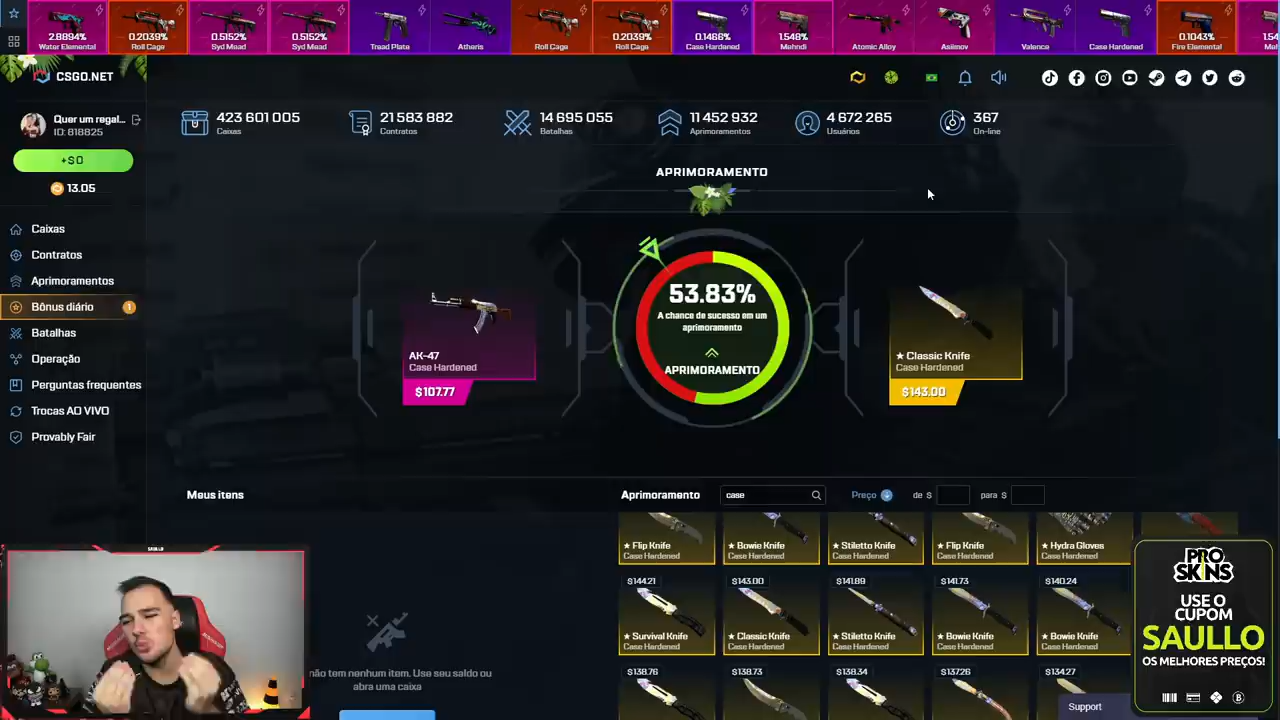 2.8894%
Water Elemental
0.2039%
Roll Cage
0.5152%
Syd Mead
0.5152%
Syd Mead
Tread Plate
Atheris
Roll Cage
0.2039%
Roll Cage
0.1466%
Case Hardened
1.548%
Mehndi
Atomic Alloy
Asiimov
Valence
Case Hardened
0.1043%
Fire Elemental
CSGO.NET
423 601 005
Caixas
21 583 882
Contratos
14 695 055
Batalhas
11 452 932
Aprimoramentos
4 672 265
Usuários
367
On-line
Quer um regal...
ID: 818825
+$0
13.05
Caixas
Contratos
Aprimoramentos
Bônus diário
1
Batalhas
Operação
Perguntas frequentes
Trocas AO VIVO
Provably Fair
APRIMORAMENTO
AK-47
Case Hardened
$107.77
53.83%
A chance de sucesso em um
aprimoramento
APRIMORAMENTO
★ Classic Knife
Case Hardened
$143.00
Meus itens
não tem nenhum item. Use seu saldo ou
abra uma caixa
Aprimoramento
case
Preço
de $
para $
★ Flip Knife
Case Hardened
★ Bowie Knife
Case Hardened
★ Stiletto Knife
Case Hardened
★ Flip Knife
Case Hardened
★ Hydra Gloves
Case Hardened
$144.21
★ Survival Knife
Case Hardened
$143.00
★ Classic Knife
Case Hardened
$141.89
★ Stiletto Knife
Case Hardened
$141.73
★ Bowie Knife
Case Hardened
$140.24
★ Bowie Knife
Case Hardened
$138.76
$138.73
$138.34
$137.26
$134.27
SAULLO
PRO
SKINS
USE O
CUPOM
SAULLO
OS MELHORES PREÇOS!
Support